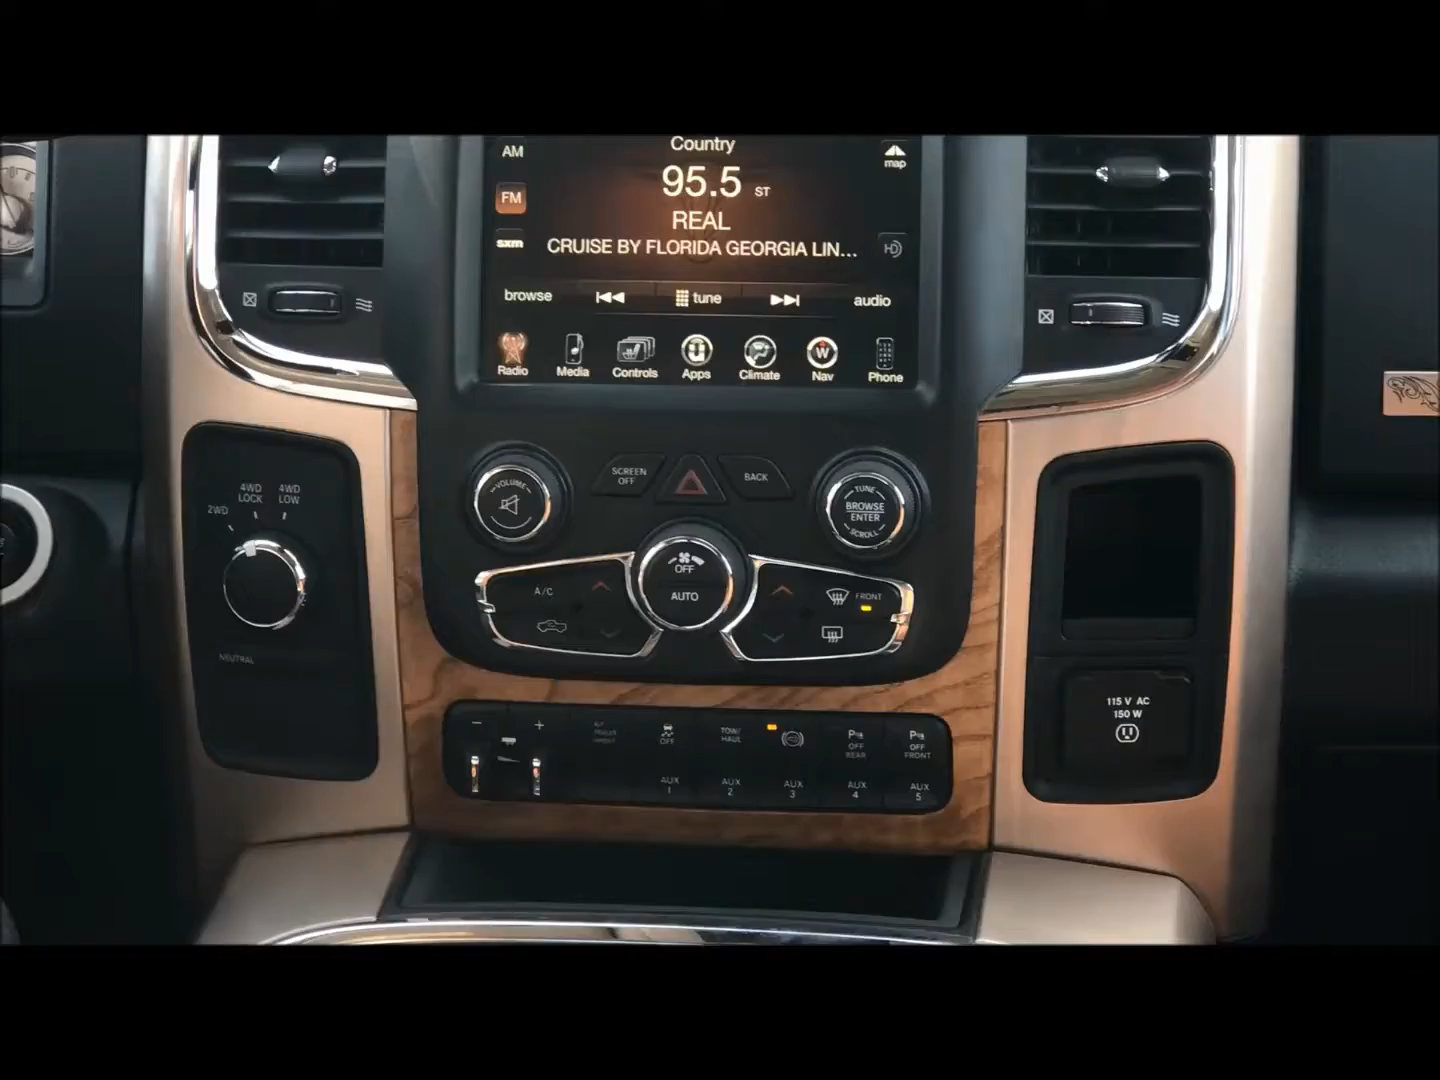 Country
AM
map
95.5 ST
FM
REAL
sxm
CRUISE BY FLORIDA GEORGIA LIN...
HD
browse
tune
audio
Radio
Media
Controls
Apps
Climate
W
Nav
Phone
VOLUME
SCREEN
OFF
BACK
TUNE
BROWSE
ENTER
SCROLL
4WD
LOCK
4WD
LOW
2WD
OFF
AUTO
A/C
FRONT
NEUTRAL
115 V AC
150 W
- +
OFF
TOW/
HAUL
P
OFF
REAR
P
OFF
FRONT
AUX
1
AUX
2
AUX
3
AUX
4
AUX
5